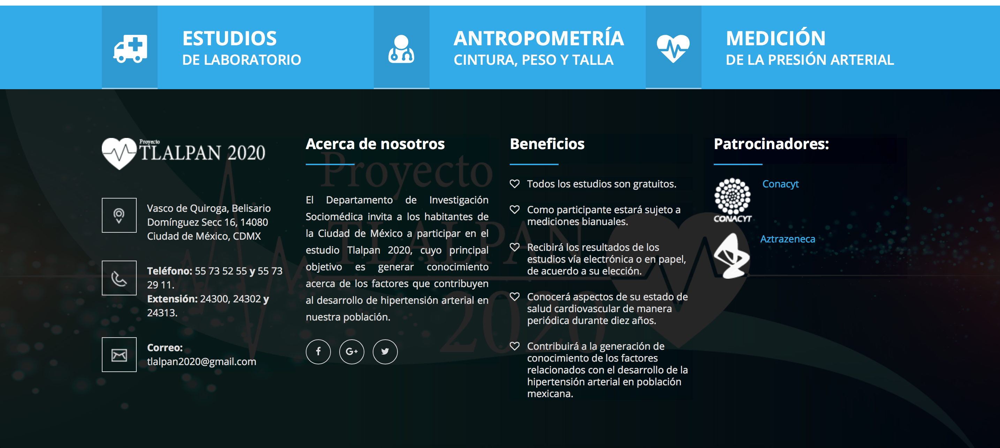 ESTUDIOS
DE LABORATORIO
ANTROPOMETRÍA
CINTURA, PESO Y TALLA
MEDICIÓN
DE LA PRESIÓN ARTERIAL
Proyecto
TLALPAN 2020
Vasco de Quiroga, Belisario
Domínguez Secc 16, 14080
Ciudad de México, CDMX
Teléfono: 55 73 52 55 y 55 73
29 11.
Extensión: 24300, 24302 y
24313.
Correo:
tlalpan2020@gmail.com
Acerca de nosotros
El Departamento de Investigación
Sociomédica invita a los habitantes de
la Ciudad de México a participar en el
estudio Tlalpan 2020, cuyo principal
objetivo es generar conocimiento
acerca de los factores que contribuyen
al desarrollo de hipertensión arterial en
nuestra población.
f
G+
Beneficios
Todos los estudios son gratuitos.
Como participante estará sujeto a
mediciones bianuales.
Recibirá los resultados de los
estudios vía electrónica o en papel,
de acuerdo a su elección.
Conocerá aspectos de su estado de
salud cardiovascular de manera
periódica durante diez años.
Contribuirá a la generación de
conocimiento de los factores
relacionados con el desarrollo de la
hipertensión arterial en población
mexicana.
Patrocinadores:
CONACYT
Conacyt
Aztrazeneca
Proyecto
TLALPAN
2020